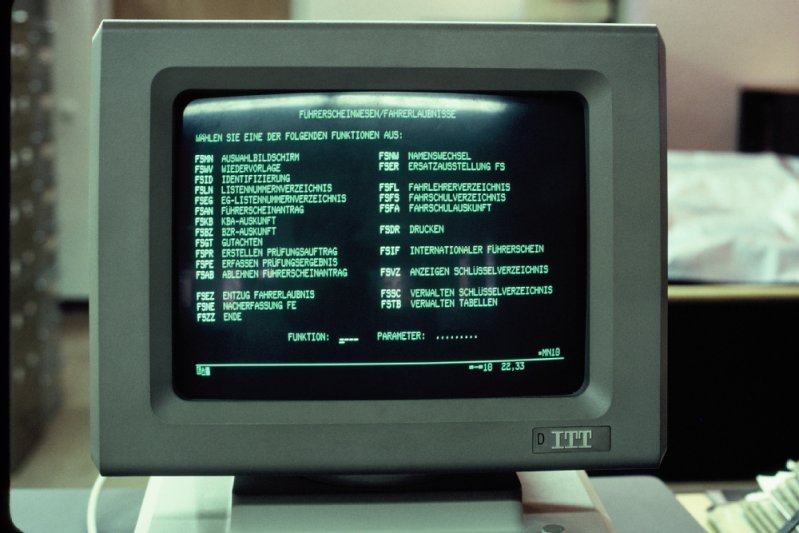 FÜHRERSCHEINWESEN/FAHRERLAUBNISSE
WÄHLEN SIE EINE DER FOLGENDEN FUNKTIONEN AUS:
FSMN AUSWAHLBILDSCHIRM
FSWV WIEDERVORLAGE
FSID IDENTIFIZIERUNG
FSLN LISTENNUMMERNVERZEICHNIS
FSEG EG-LISTENNUMMERNVERZEICHNIS
FSAN FÜHRERSCHEINANTRAG
FSKB KBA-AUSKUNFT
FSBZ BZR-AUSKUNFT
FSGT GUTACHTEN
FSPR ERSTELLEN PRÜFUNGSAUFTRAG
FSPE ERFASSEN PRÜFUNGSERGEBNIS
FSAB ABLEHNEN FÜHRERSCHEINANTRAG
FSEZ ENTZUG FAHRERLAUBNIS
FSNE NACHERFASSUNG FE
FSZZ ENDE
FSNW NAMENSWECHSEL
FSER ERSATZAUSSTELLUNG FS
FSFL FAHRLEHRERVERZEICHNIS
FSFS FAHRSCHULVERZEICHNIS
FSFA FAHRSCHULAUSKUNFT
FSDR DRUCKEN
FSIF INTERNATIONALER FÜHRERSCHEIN
FSVZ ANZEIGEN SCHLÜSSELVERZEICHNIS
FSSC VERWALTEN SCHLÜSSELVERZEICHNIS
FSTB VERWALTEN TABELLEN
FUNKTION: ____ PARAMETER: .........
*MN10
22,33
D ITT